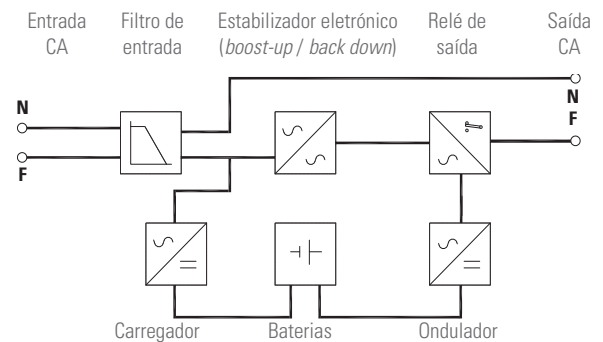 Entrada
CA
Filtro de
entrada
Estabilizador eletrónico
(boost-up / back down)
Relé de
saída
Saída
CA
N
F
N
F
Carregador
Baterias
Ondulador